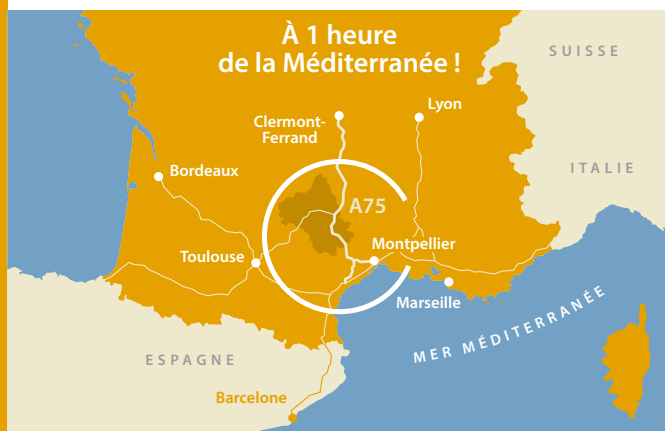 À 1 heure
de la Méditerranée !
SUISSE
Lyon
Clermont-
Ferrand
Bordeaux
ITALIE
A75
Montpellier
Toulouse
Marseille
MER MÉDITERRANÉE
ESPAGNE
Barcelone